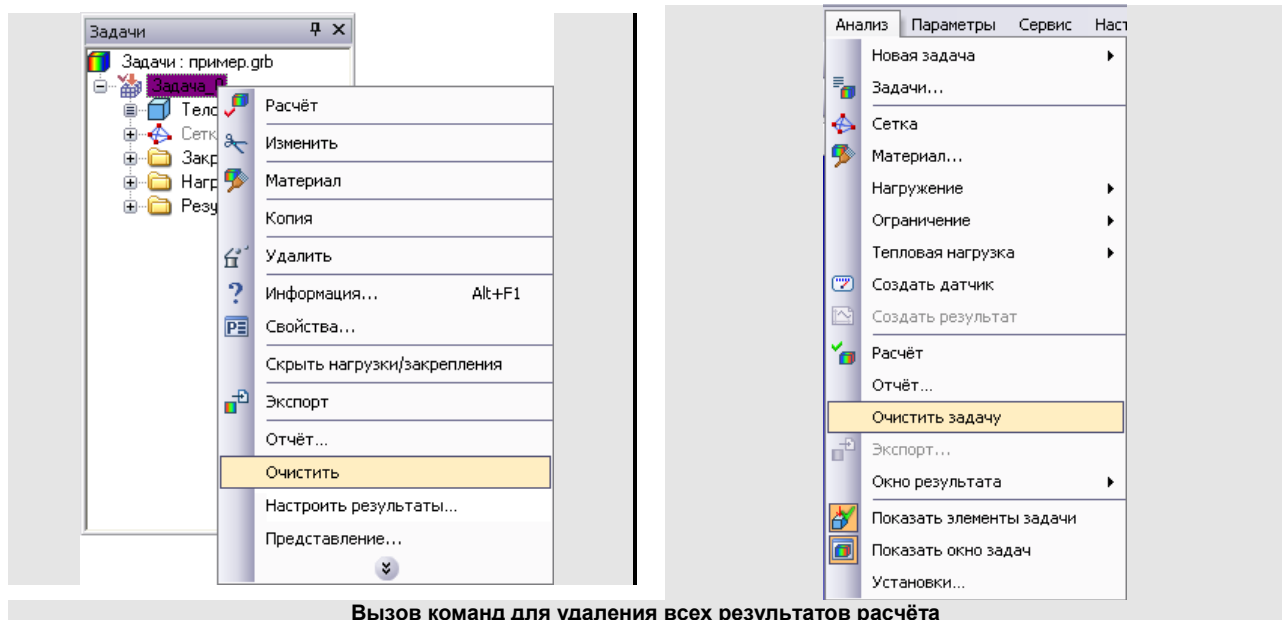 Задачи
Задачи : пример.grb
Задача_0
Тело
Сетк
Закр
Нагр
Резу
Расчёт
Изменить
Материал
Копия
Удалить
Информация... Alt+F1
Свойства...
Скрыть нагрузки/закрепления
Экспорт
Отчёт...
Очистить
Настроить результаты...
Представление...
Анализ Параметры Сервис Наст
Новая задача
Задачи...
Сетка
Материал...
Нагружение
Ограничение
Тепловая нагрузка
Создать датчик
Создать результат
Расчёт
Отчёт...
Очистить задачу
Экспорт...
Окно результата
Показать элементы задачи
Показать окно задач
Установки...
Вызов команд для удаления всех результатов расчёта